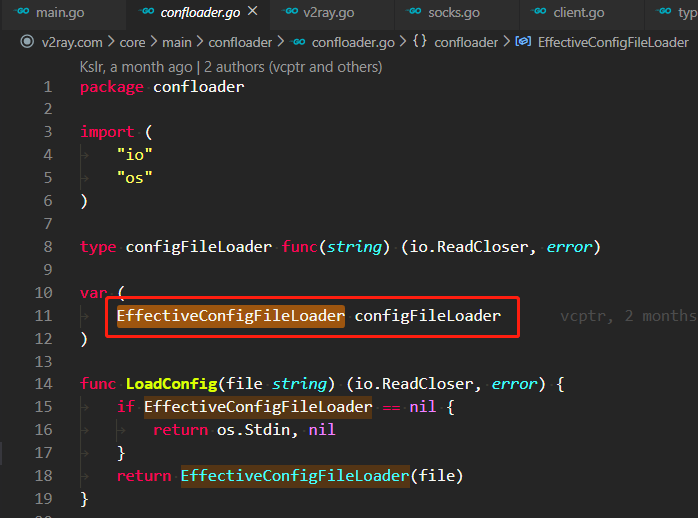 main.go confloader.go × v2ray.go socks.go client.go typ
v2ray.com > core > main > confloader > confloader.go > {} confloader > EffectiveConfigFileLoader
Kslr, a month ago | 2 authors (vcptr and others)
1 package confloader
2
3 import (
4 "io"
5 "os"
6 )
7
8 type configFileLoader func(string) (io.ReadCloser, error)
9
10 var (
11 EffectiveConfigFileLoader configFileLoader vcptr, 2 months
12 )
13
14 func LoadConfig(file string) (io.ReadCloser, error) {
15 if EffectiveConfigFileLoader == nil {
16 return os.Stdin, nil
17 }
18 return EffectiveConfigFileLoader(file)
19 }
20